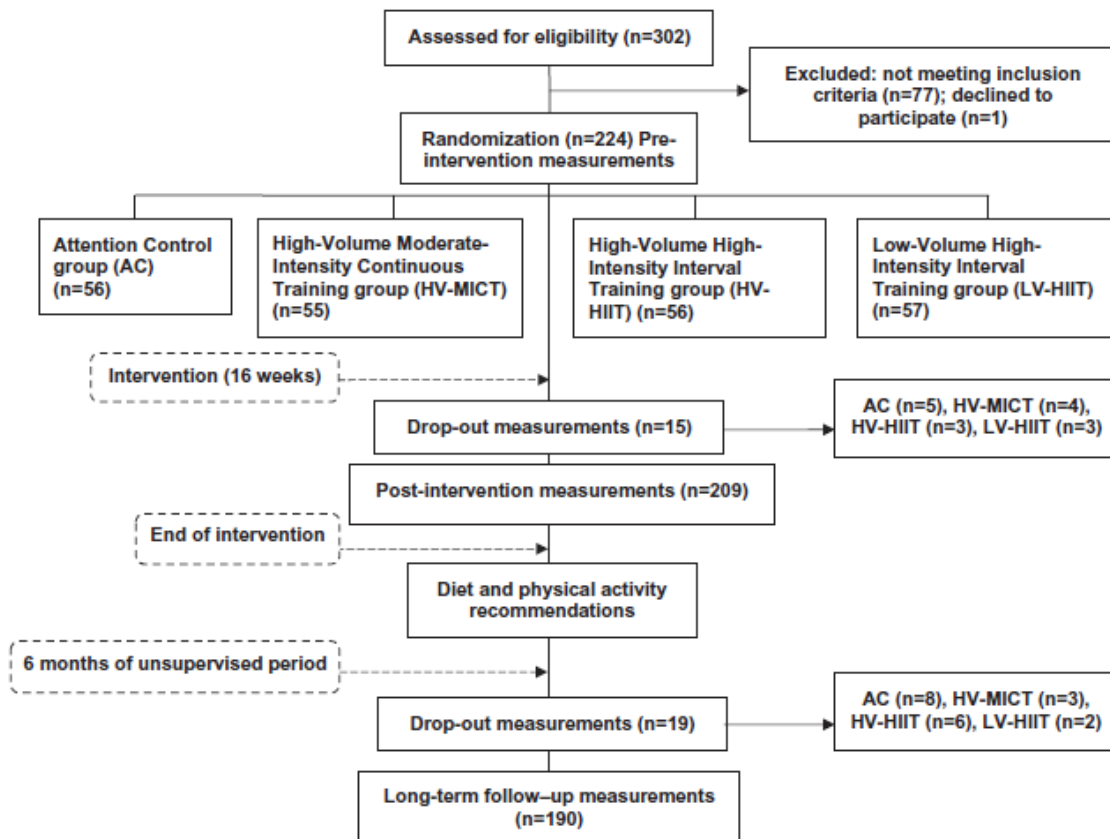 Assessed for eligibility (n=302)
Excluded: not meeting inclusion
criteria (n=77); declined to
participate (n=1)
Randomization (n=224) Pre-
intervention measurements
Attention Control
group (AC)
(n=56)
High-Volume Moderate-
Intensity Continuous
Training group (HV-MICT)
(n=55)
High-Volume High-
Intensity Interval
Training group (HV-
HIIT) (n=56)
Low-Volume High-
Intensity Interval
Training group (LV-HIIT)
(n=57)
Intervention (16 weeks)
Drop-out measurements (n=15)
AC (n=5), HV-MICT (n=4),
HV-HIIT (n=3), LV-HIIT (n=3)
Post-intervention measurements (n=209)
End of intervention
Diet and physical activity
recommendations
6 months of unsupervised period
Drop-out measurements (n=19)
AC (n=8), HV-MICT (n=3),
HV-HIIT (n=6), LV-HIIT (n=2)
Long-term follow–up measurements
(n=190)